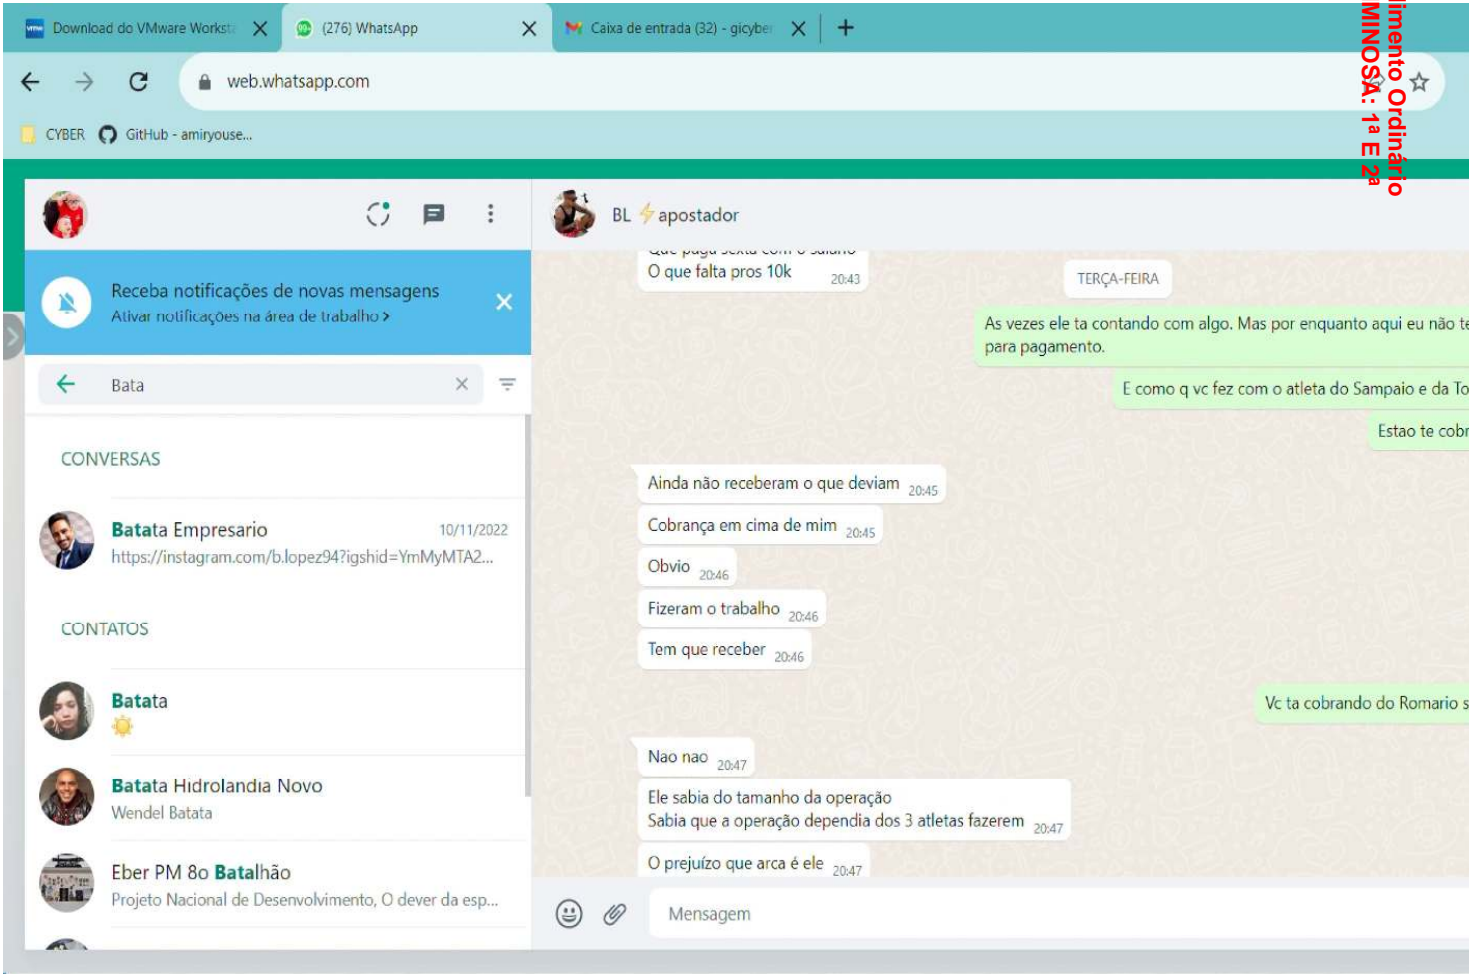 Download do VMware Workst
(276) WhatsApp
Caixa de entrada (32) - gicyber
web.whatsapp.com
CYBER
GitHub - amiryouse...
limento Ordinário
MINOSA: 1ª E 2ª
BL ⚡ apostador
Receba notificações de novas mensagens
Ativar notificações na área de trabalho >
Bata
CONVERSAS
Batata Empresario 10/11/2022
https://instagram.com/b.lopez94?igshid=YmMyMTA2...
CONTATOS
Batata
Batata Hidrolandia Novo
Wendel Batata
Eber PM 8o Batalhão
Projeto Nacional de Desenvolvimento, O dever da esp...
Que paga sexta com o salário
O que falta pros 10k 20:43
TERÇA-FEIRA
As vezes ele ta contando com algo. Mas por enquanto aqui eu não te
para pagamento.
E como q vc fez com o atleta do Sampaio e da To
Estao te cobr
Ainda não receberam o que deviam 20:45
Cobrança em cima de mim 20:45
Obvio 20:46
Fizeram o trabalho 20:46
Tem que receber 20:46
Vc ta cobrando do Romario s
Nao nao 20:47
Ele sabia do tamanho da operação
Sabia que a operação dependia dos 3 atletas fazerem 20:47
O prejuízo que arca é ele 20:47
Mensagem